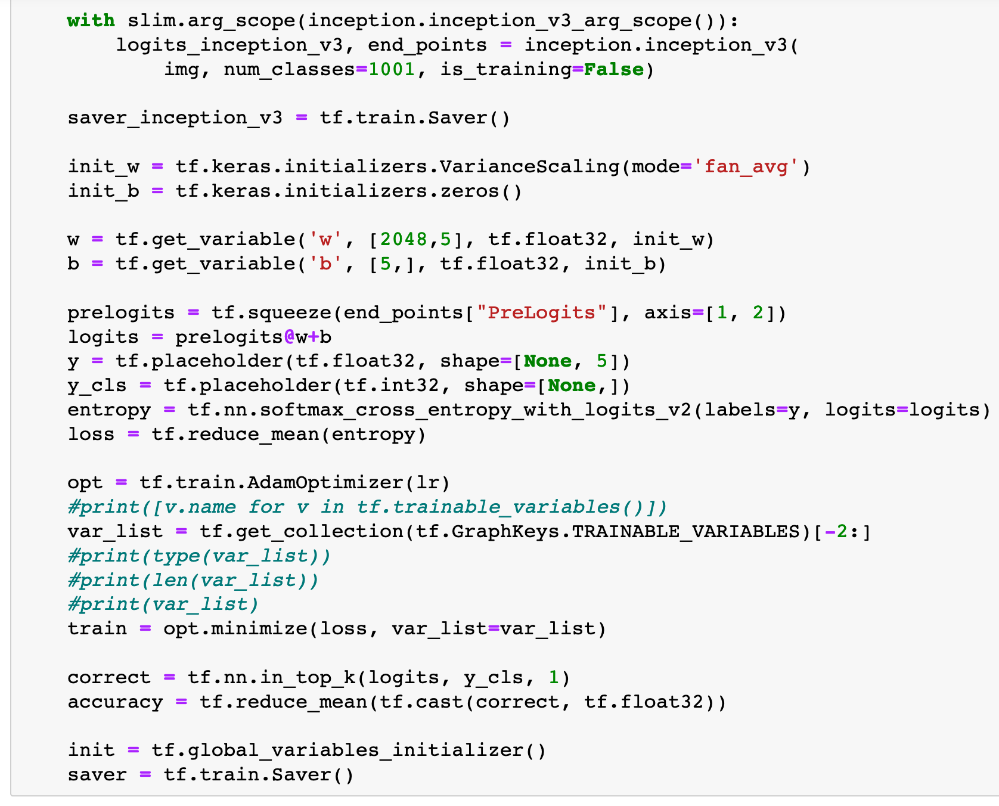 with slim.arg_scope(inception.inception_v3_arg_scope()):
logits_inception_v3, end_points = inception.inception_v3(
img, num_classes=1001, is_training=False)
saver_inception_v3 = tf.train.Saver()
init_w = tf.keras.initializers.VarianceScaling(mode='fan_avg')
init_b = tf.keras.initializers.zeros()
w = tf.get_variable('w', [2048,5], tf.float32, init_w)
b = tf.get_variable('b', [5,], tf.float32, init_b)
prelogits = tf.squeeze(end_points["PreLogits"], axis=[1, 2])
logits = prelogits@w+b
y = tf.placeholder(tf.float32, shape=[None, 5])
y_cls = tf.placeholder(tf.int32, shape=[None,])
entropy = tf.nn.softmax_cross_entropy_with_logits_v2(labels=y, logits=logits)
loss = tf.reduce_mean(entropy)
opt = tf.train.AdamOptimizer(lr)
#print([v.name for v in tf.trainable_variables()])
var_list = tf.get_collection(tf.GraphKeys.TRAINABLE_VARIABLES)[-2:]
#print(type(var_list))
#print(len(var_list))
#print(var_list)
train = opt.minimize(loss, var_list=var_list)
correct = tf.nn.in_top_k(logits, y_cls, 1)
accuracy = tf.reduce_mean(tf.cast(correct, tf.float32))
init = tf.global_variables_initializer()
saver = tf.train.Saver()